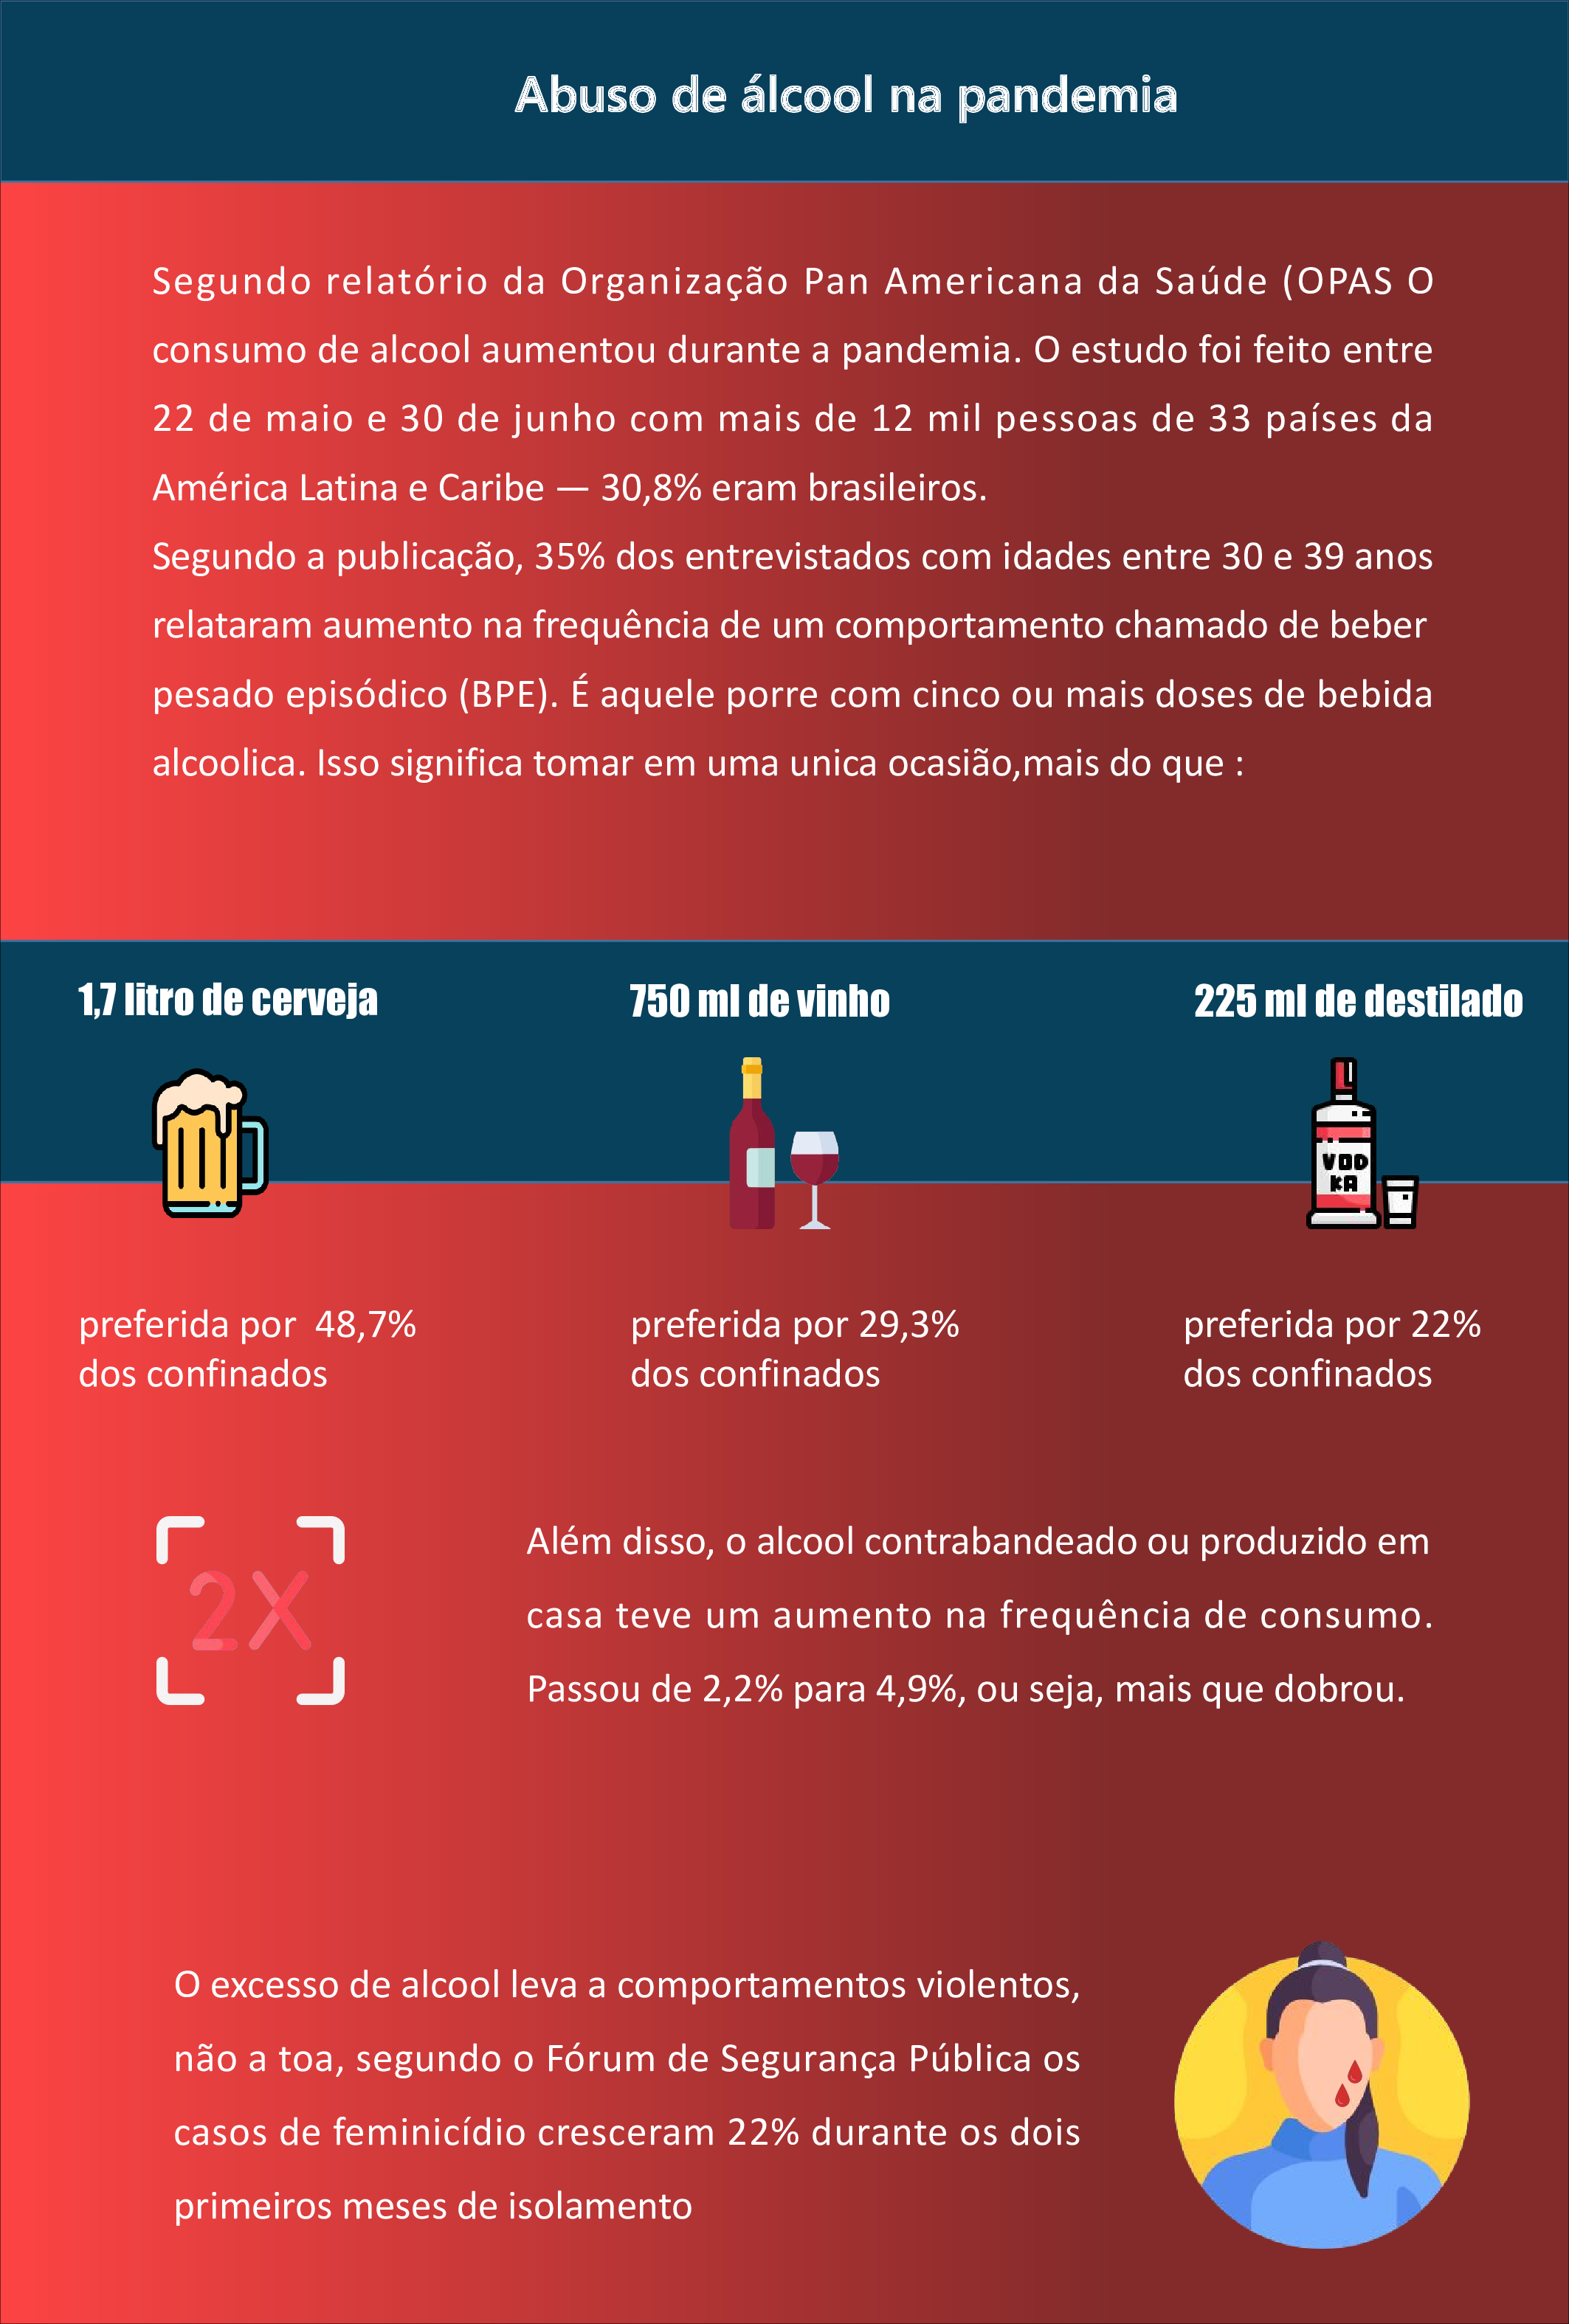 Abuso de álcool na pandemia
Segundo relatório da Organização Pan Americana da Saúde (OPAS O
consumo de alcool aumentou durante a pandemia. O estudo foi feito entre
22 de maio e 30 de junho com mais de 12 mil pessoas de 33 países da
América Latina e Caribe — 30,8% eram brasileiros.
Segundo a publicação, 35% dos entrevistados com idades entre 30 e 39 anos
relataram aumento na frequência de um comportamento chamado de beber
pesado episódico (BPE). É aquele porre com cinco ou mais doses de bebida
alcoolica. Isso significa tomar em uma unica ocasião,mais do que :
1,7 litro de cerveja
750 ml de vinho
225 ml de destilado
VOD
KA
preferida por  48,7%
dos confinados
preferida por 29,3%
dos confinados
preferida por 22%
dos confinados
2X
Além disso, o alcool contrabandeado ou produzido em
casa teve um aumento na frequência de consumo.
Passou de 2,2% para 4,9%, ou seja, mais que dobrou.
O excesso de alcool leva a comportamentos violentos,
não a toa, segundo o Fórum de Segurança Pública os
casos de feminicídio cresceram 22% durante os dois
primeiros meses de isolamento